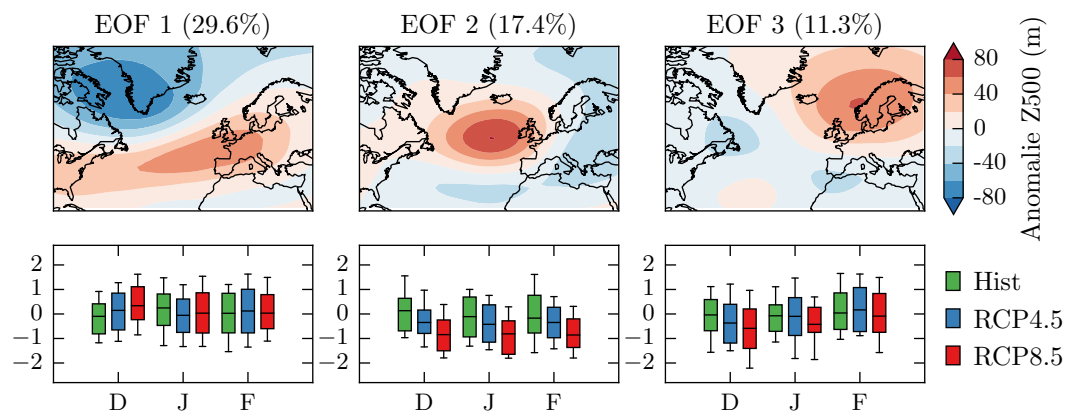 EOF 1 (29.6%) EOF 2 (17.4%) EOF 3 (11.3%)
80
40
0
-40
-80
Anomalie Z500 (m)
2 2 2
1 1 1
0 0 0
−1 −1 −1
−2 −2 −2
D J F D J F D J F
Hist
RCP4.5
RCP8.5